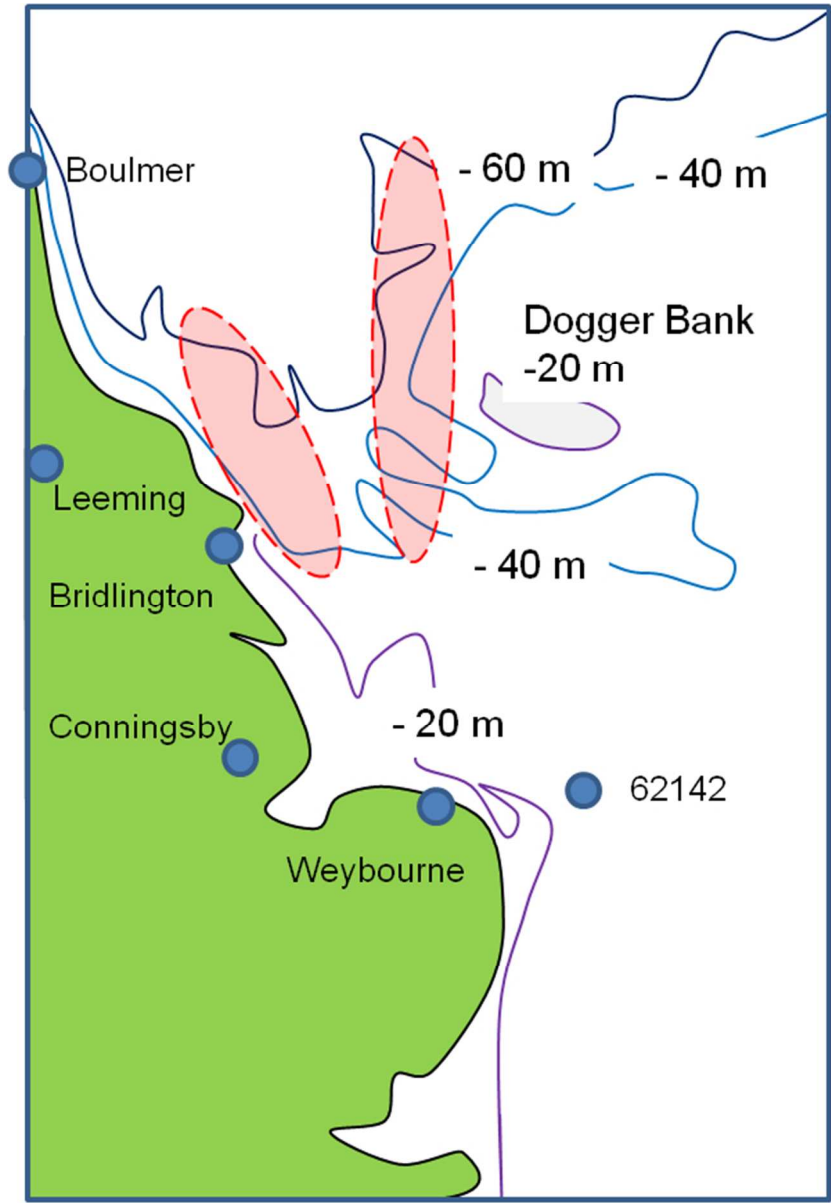 Boulmer
- 60 m
- 40 m
Dogger Bank
-20 m
Leeming
- 40 m
Bridlington
Conningsby
- 20 m
62142
Weybourne